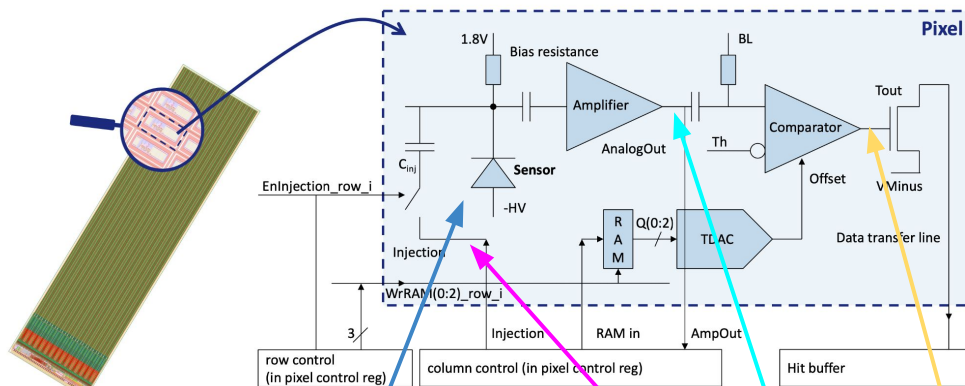 Pixel
1.8V
BL
Bias resistance
Tout
Amplifier
Comparator
AnalogOut
Th
Cinj
Sensor
EnInjection_row_i
Offset
VMinus
-HV
R
A
M
Q(0:2)
TDAC
Data transfer line
Injection
WrRAM(0:2)_row_i
3
Injection
RAM in
AmpOut
row control
(in pixel control reg)
column control (in pixel control reg)
Hit buffer